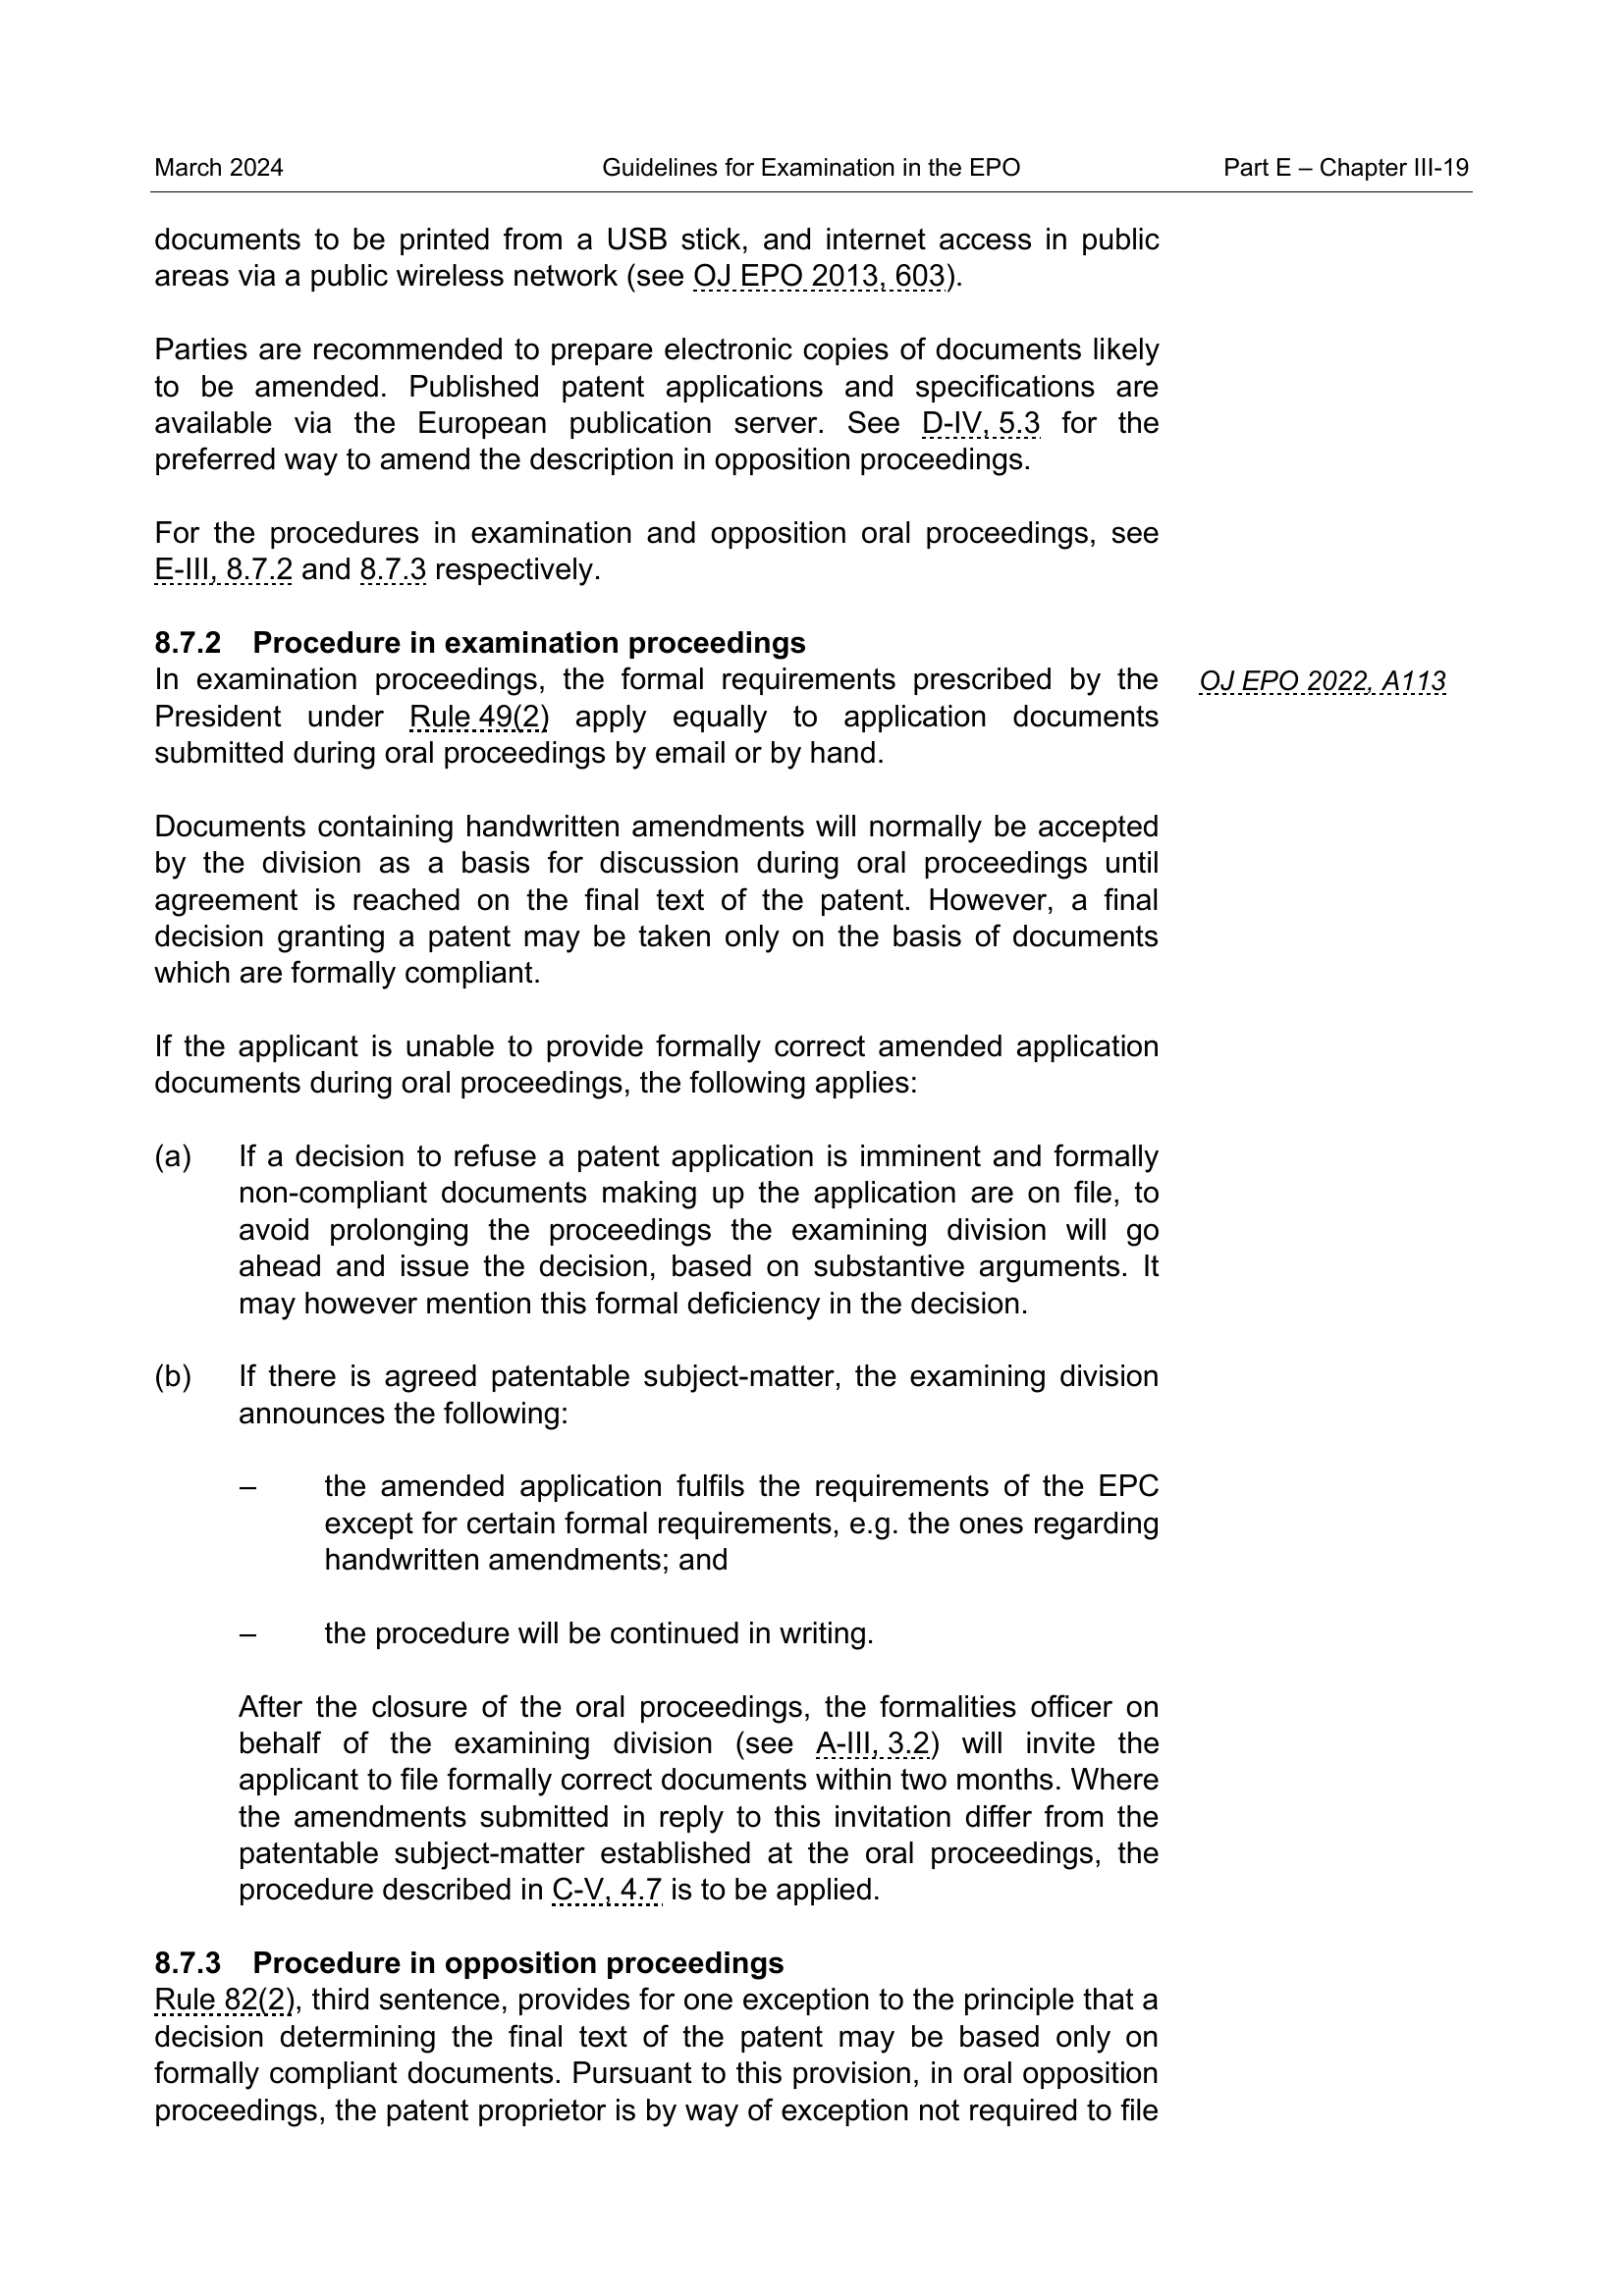 March 2024 Guidelines for Examination in the EPO Part E – Chapter III-19
documents to be printed from a USB stick, and internet access in public
areas via a public wireless network (see OJ EPO 2013, 603).
Parties are recommended to prepare electronic copies of documents likely
to be amended. Published patent applications and specifications are
available via the European publication server. See D-IV, 5.3 for the
preferred way to amend the description in opposition proceedings.
For the procedures in examination and opposition oral proceedings, see
E-III, 8.7.2 and 8.7.3 respectively.
8.7.2 Procedure in examination proceedings
In examination proceedings, the formal requirements prescribed by the
President under Rule 49(2) apply equally to application documents
submitted during oral proceedings by email or by hand.
OJ EPO 2022, A113
Documents containing handwritten amendments will normally be accepted
by the division as a basis for discussion during oral proceedings until
agreement is reached on the final text of the patent. However, a final
decision granting a patent may be taken only on the basis of documents
which are formally compliant.
If the applicant is unable to provide formally correct amended application
documents during oral proceedings, the following applies:
(a) If a decision to refuse a patent application is imminent and formally
non-compliant documents making up the application are on file, to
avoid prolonging the proceedings the examining division will go
ahead and issue the decision, based on substantive arguments. It
may however mention this formal deficiency in the decision.
(b) If there is agreed patentable subject-matter, the examining division
announces the following:
– the amended application fulfils the requirements of the EPC
except for certain formal requirements, e.g. the ones regarding
handwritten amendments; and
– the procedure will be continued in writing.
After the closure of the oral proceedings, the formalities officer on
behalf of the examining division (see A-III, 3.2) will invite the
applicant to file formally correct documents within two months. Where
the amendments submitted in reply to this invitation differ from the
patentable subject-matter established at the oral proceedings, the
procedure described in C-V, 4.7 is to be applied.
8.7.3 Procedure in opposition proceedings
Rule 82(2), third sentence, provides for one exception to the principle that a
decision determining the final text of the patent may be based only on
formally compliant documents. Pursuant to this provision, in oral opposition
proceedings, the patent proprietor is by way of exception not required to file